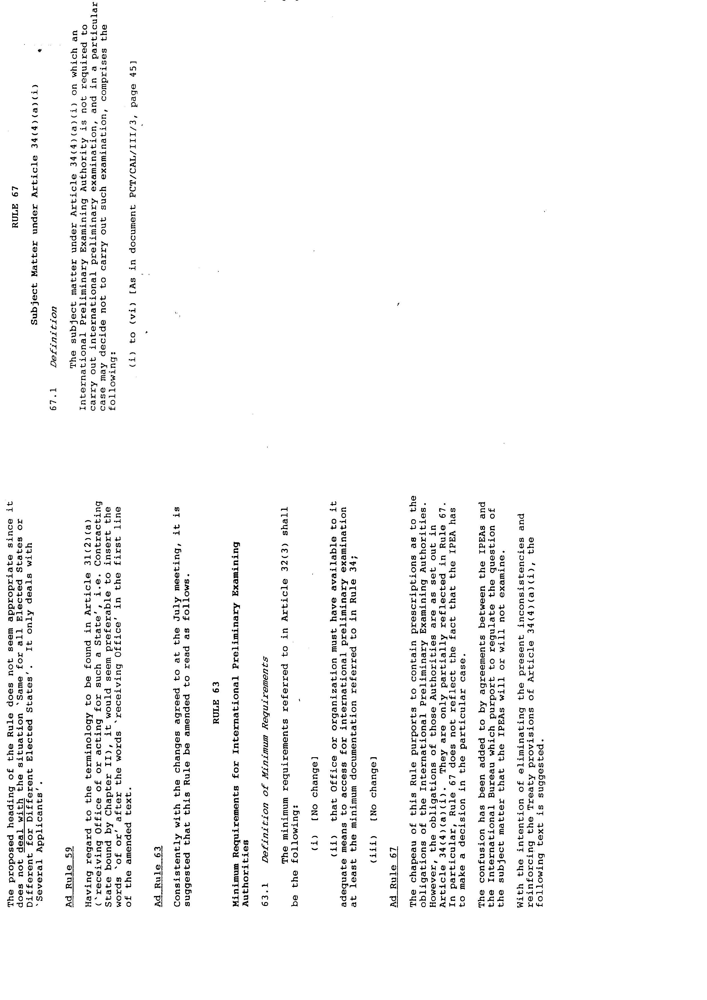 The proposed heading of the Rule does not seem appropriate since it
does not deal with the situation `Same for all Elected States or
Different for Different Elected States'. It only deals with
`Several Applicants'.
Ad Rule 59
Having regard to the terminology to be found in Article 31(2)(a)
(`receiving Office of or acting for such a State', i.e. Contracting
State bound by Chapter II), it would seem preferable to insert the
words `of or' after the words `receiving Office' in the first line
of the amended text.
Ad Rule 63
Consistently with the changes agreed to at the July meeting, it is
suggested that this Rule be amended to read as follows.
RULE 63
Minimum Requirements for International Preliminary Examining
Authorities
63.1 Definition of Minimum Requirements
The minimum requirements referred to in Article 32(3) shall
be the following:
(i) [No change]
(ii) that Office or organization must have available to it
adequate means to access for international preliminary examination
at least the minimum documentation referred to in Rule 34;
(iii) [No change]
Ad Rule 67
The chapeau of this Rule purports to contain prescriptions as to the
obligations of the International Preliminary Examining Authorities.
However, the obligations of those Authorities are as set out in
Article 34(4)(a)(i). They are only partially reflected in Rule 67.
In particular, Rule 67 does not reflect the fact that the IPEA has
to make a decision in the particular case.
The confusion has been added to by agreements between the IPEAs and
the International Bureau which purport to regulate the question of
the subject matter that the IPEAs will or will not examine.
With the intention of eliminating the present inconsistencies and
reinforcing the Treaty provisions of Article 34(4)(a)(i), the
following text is suggested.
RULE 67
Subject Matter under Article 34(4)(a)(i)
67.1 Definition
The subject matter under Article 34(4)(a)(i) on which an
International Preliminary Examining Authority is not required to
carry out international preliminary examination, and in a particular
case may decide not to carry out such examination, comprises the
following:
(i) to (vi) [As in document PCT/CAL/III/3, page 45]